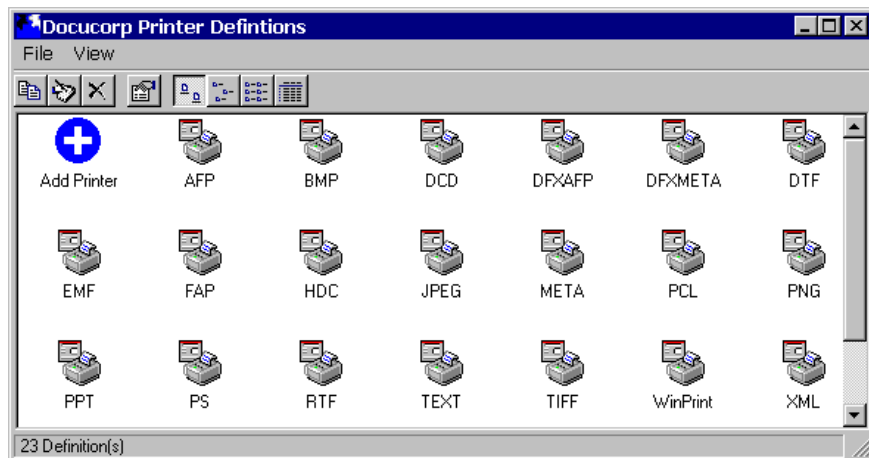 Docucorp Printer Defintions
File View
Add Printer AFP BMP DCD DFXAFP DFXMETA DTF
EMF FAP HDC JPEG META PCL PNG
PPT PS RTF TEXT TIFF WinPrint XML
23 Definition(s)